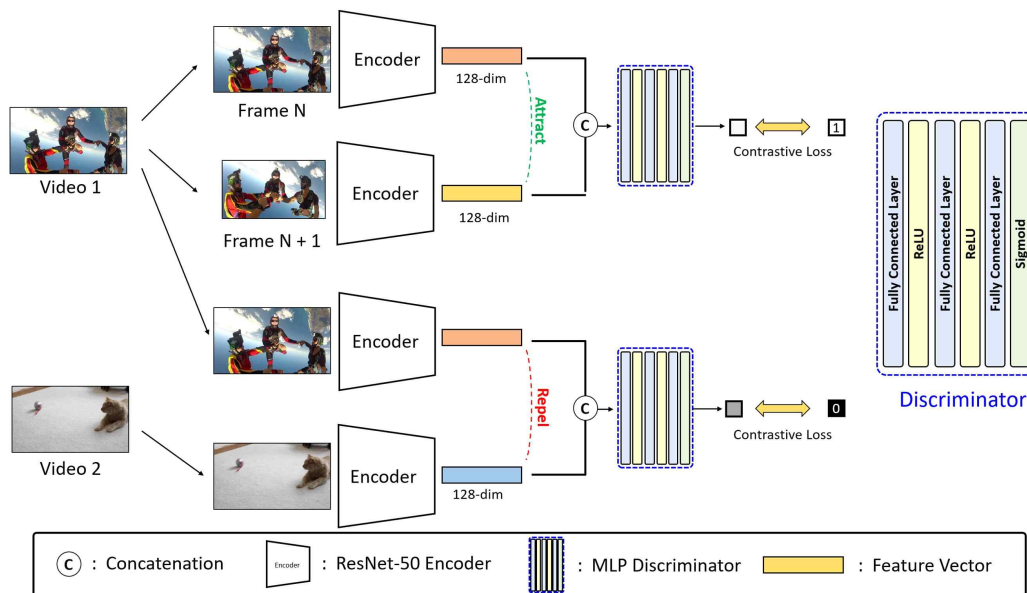 Video 1
Frame N
Encoder
128-dim
Attract
Frame N + 1
Encoder
128-dim
C
Contrastive Loss
1
Video 2
Encoder
Repel
Encoder
128-dim
C
Contrastive Loss
0
Fully Connected Layer
ReLU
Fully Connected Layer
ReLU
Fully Connected Layer
Sigmoid
Discriminator
C : Concatenation
Encoder : ResNet-50 Encoder
: MLP Discriminator
: Feature Vector